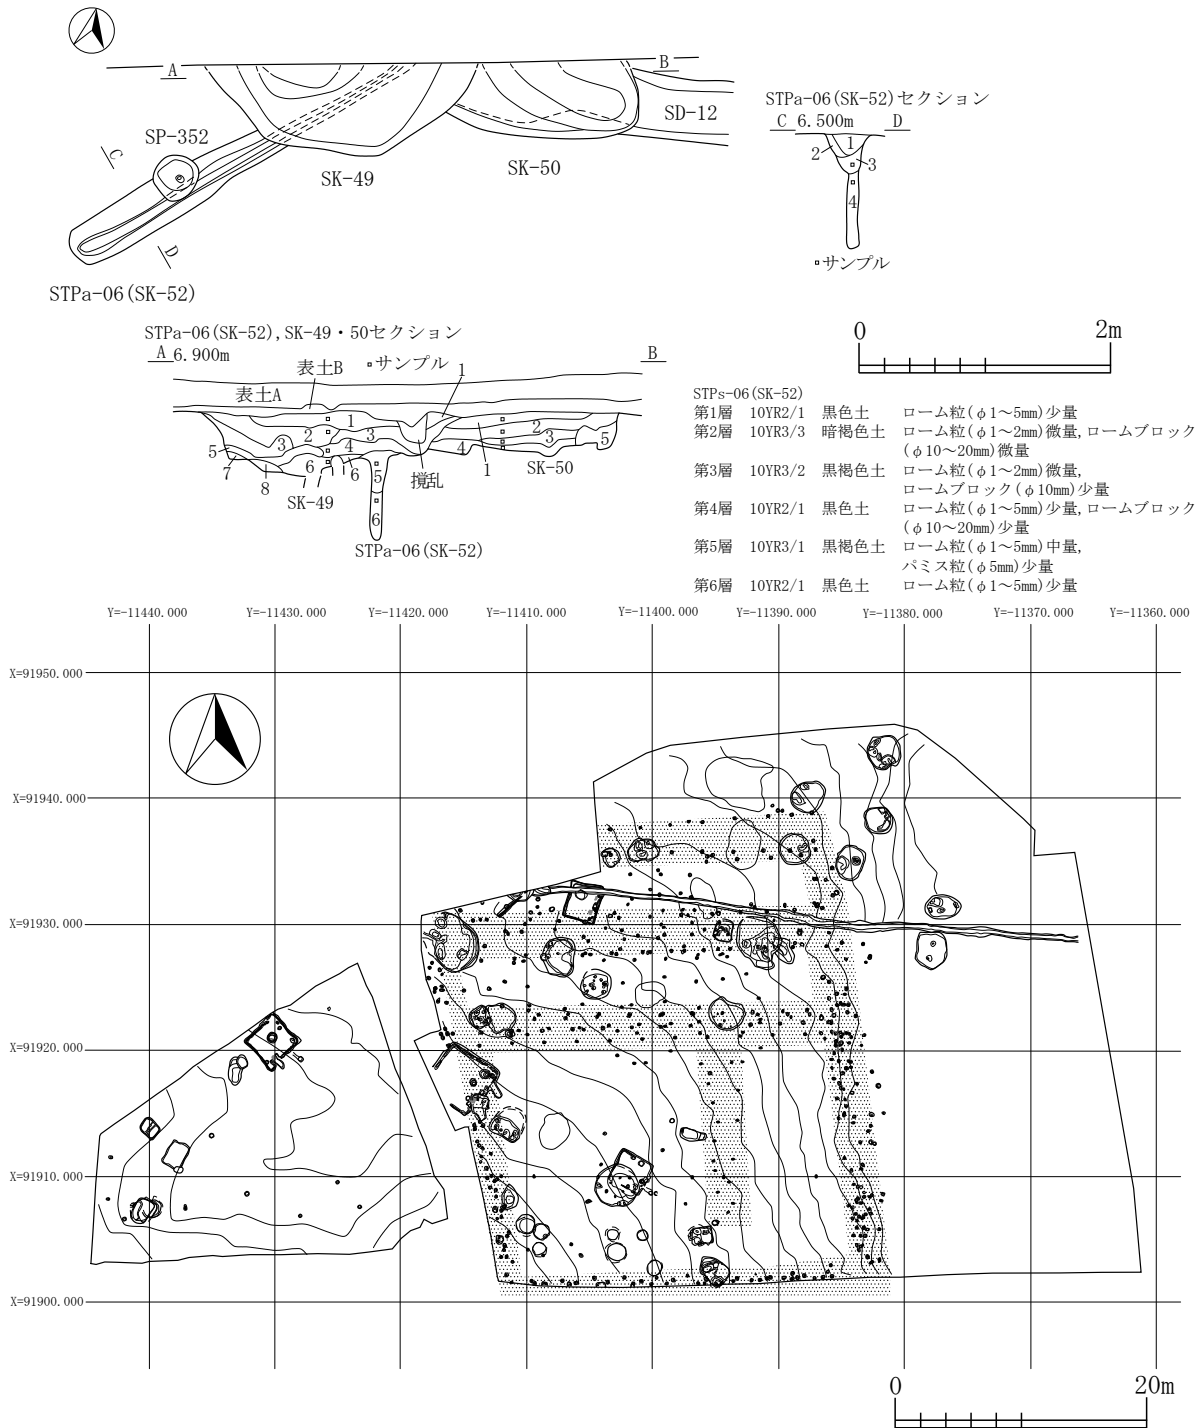 A
B
SP-352
SD-12
C
SK-49
SK-50
D
STPa-06(SK-52)
STPa-06(SK-52)セクション
C 6.500m D
1
2
3
4
▫サンプル
STPa-06(SK-52),SK-49・50セクション
A 6.900m
B
表土B ▫サンプル 1
表土A
1
2 3 3 2 3
5 3 4 4 5
7 6 6 5 撹乱 1 SK-50
8
SK-49
6
STPa-06(SK-52)
0 2m
STPs-06(SK-52)
第1層 10YR2/1 黒色土 ローム粒(φ1~5mm)少量
第2層 10YR3/3 暗褐色土 ローム粒(φ1~2mm)微量,ロームブロック
(φ10~20mm)微量
第3層 10YR3/2 黒褐色土 ローム粒(φ1~2mm)微量,
ロームブロック(φ10mm)少量
第4層 10YR2/1 黒色土 ローム粒(φ1~5mm)少量,ロームブロック
(φ10~20mm)少量
第5層 10YR3/1 黒褐色土 ローム粒(φ1~5mm)中量,
パミス粒(φ5mm)少量
第6層 10YR2/1 黒色土 ローム粒(φ1~5mm)少量
Y=-11440.000 Y=-11430.000 Y=-11420.000 Y=-11410.000 Y=-11400.000 Y=-11390.000 Y=-11380.000 Y=-11370.000 Y=-11360.000
X=91950.000
X=91940.000
X=91930.000
X=91920.000
X=91910.000
X=91900.000
0 20m